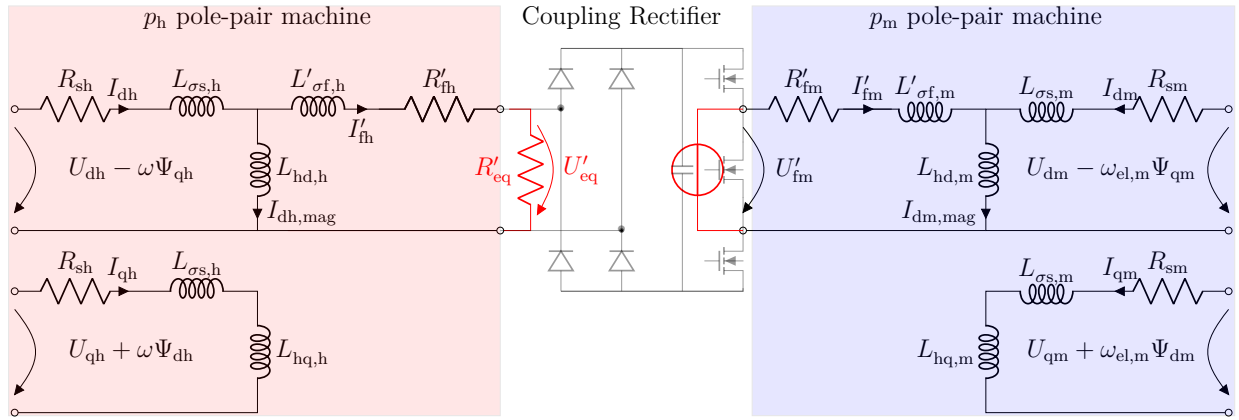 p_h pole-pair machine
Coupling Rectifier
p_m pole-pair machine
R_sh I_dh L_σs,h L'_σf,h R'_fh
I'_fh
R'_fm I'_fm L'_σf,m L_σs,m I_dm R_sm
U_dh − ωΨ_qh
L_hd,h
R'_eq U'_eq
U'_fm
L_hd,m
U_dm − ω_el,mΨ_qm
I_dh,mag
I_dm,mag
R_sh I_qh L_σs,h
L_σs,m I_qm R_sm
U_qh + ωΨ_dh
L_hq,h
L_hq,m
U_qm + ω_el,mΨ_dm